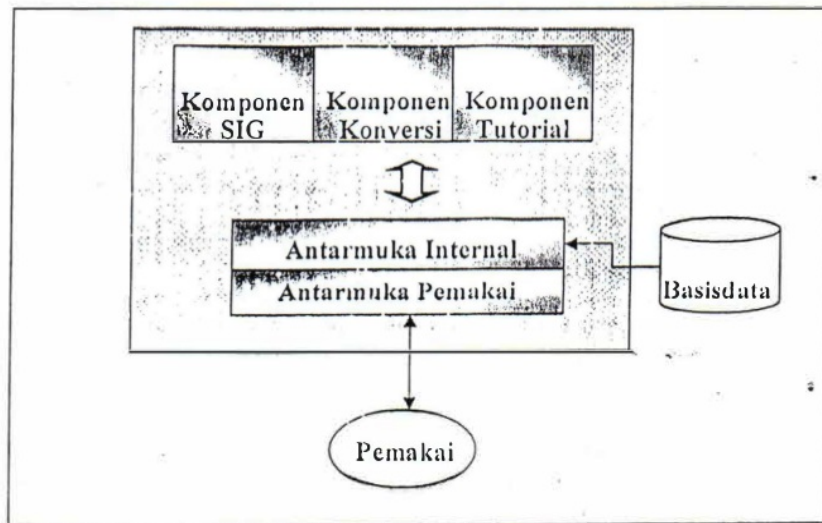 Komponen SIG
Komponen Konversi
Komponen Tutorial
Antarmuka Internal
Antarmuka Pemakai
Basisdata
Pemakai